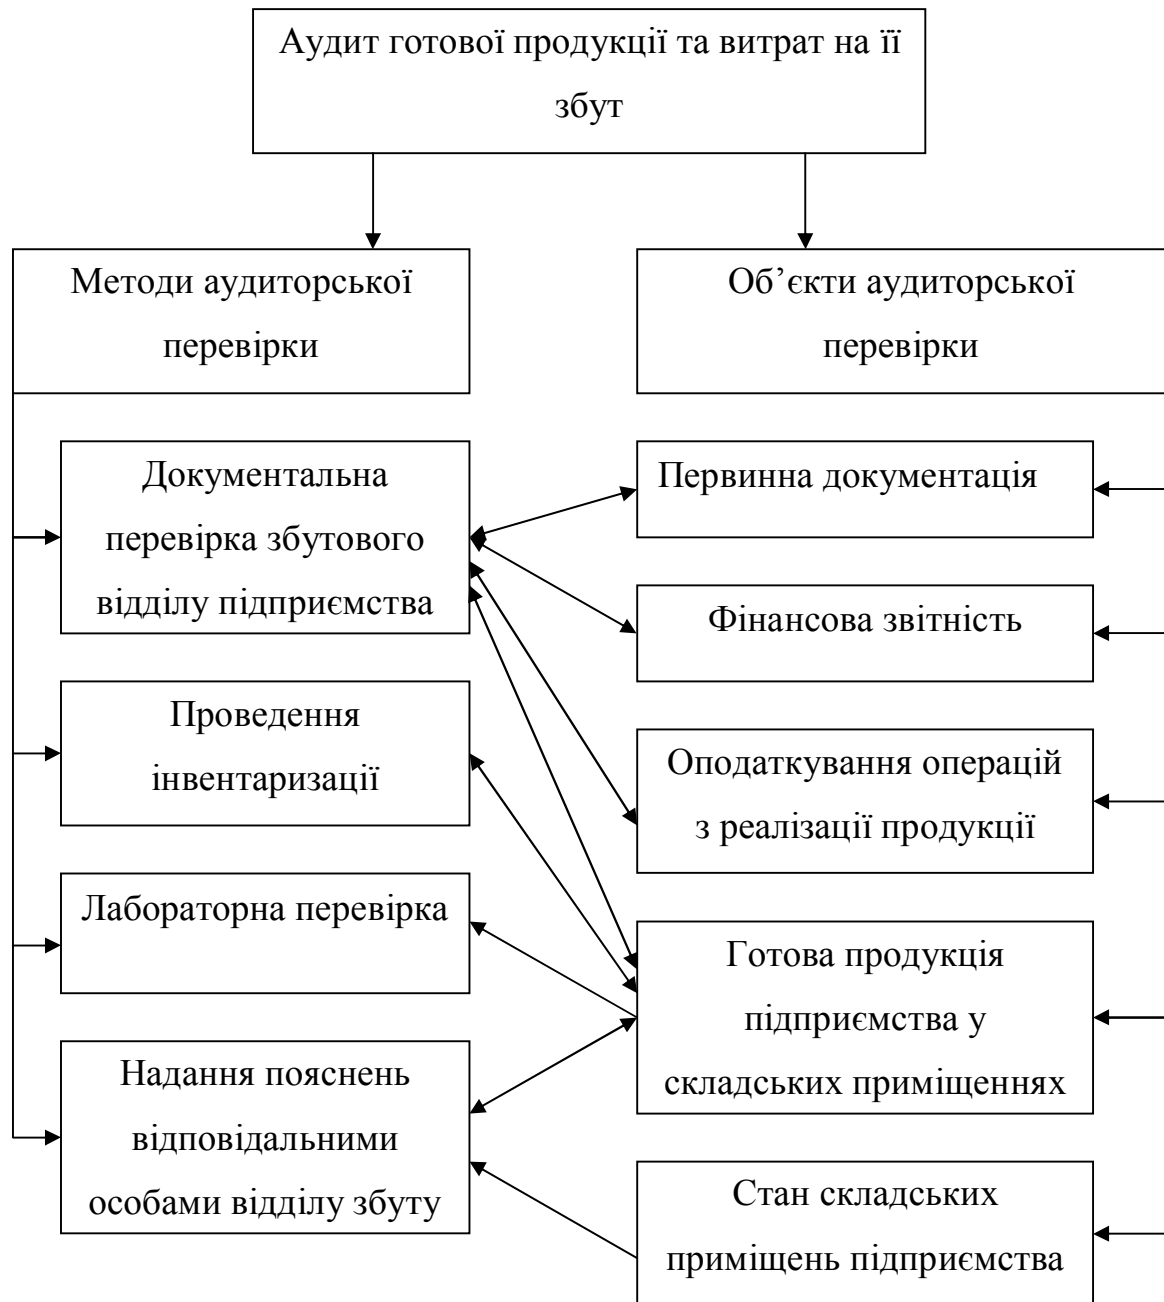 Аудит готової продукції та витрат на її
збут
Методи аудиторської
перевірки
Об’єкти аудиторської
перевірки
Документальна
перевірка збутового
відділу підприємства
Первинна документація
Фінансова звітність
Проведення
інвентаризації
Оподаткування операцій
з реалізації продукції
Лабораторна перевірка
Готова продукція
підприємства у
складських приміщеннях
Надання пояснень
відповідальними
особами відділу збуту
Стан складських
приміщень підприємства